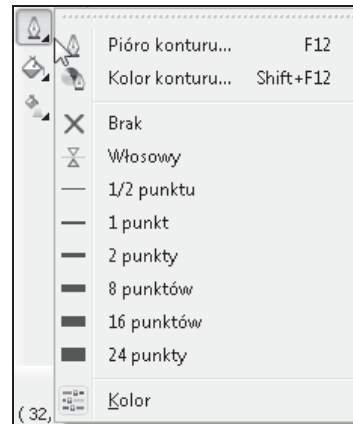 Pióro konturu... F12
Kolor konturu... Shift+F12
Brak
Włosowy
1/2 punktu
1 punkt
2 punkty
8 punktów
16 punktów
24 punkty
Kolor
( 32,